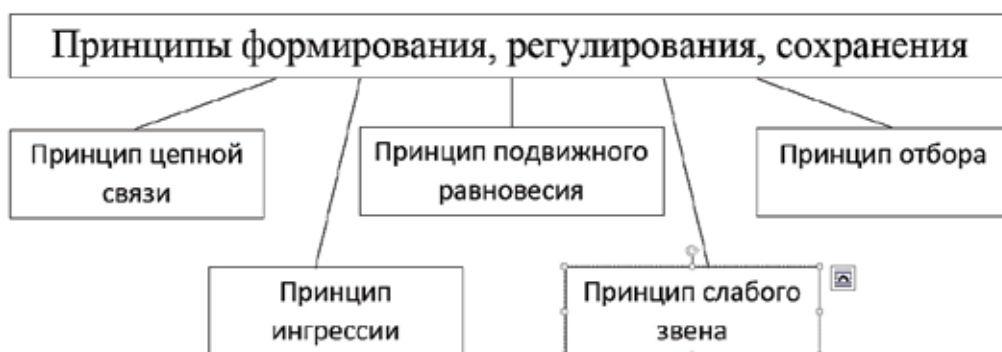 Принципы формирования, регулирования, сохранения
Принцип цепной
связи
Принцип подвижного
равновесия
Принцип отбора
Принцип
ингрессии
Принцип слабого
звена